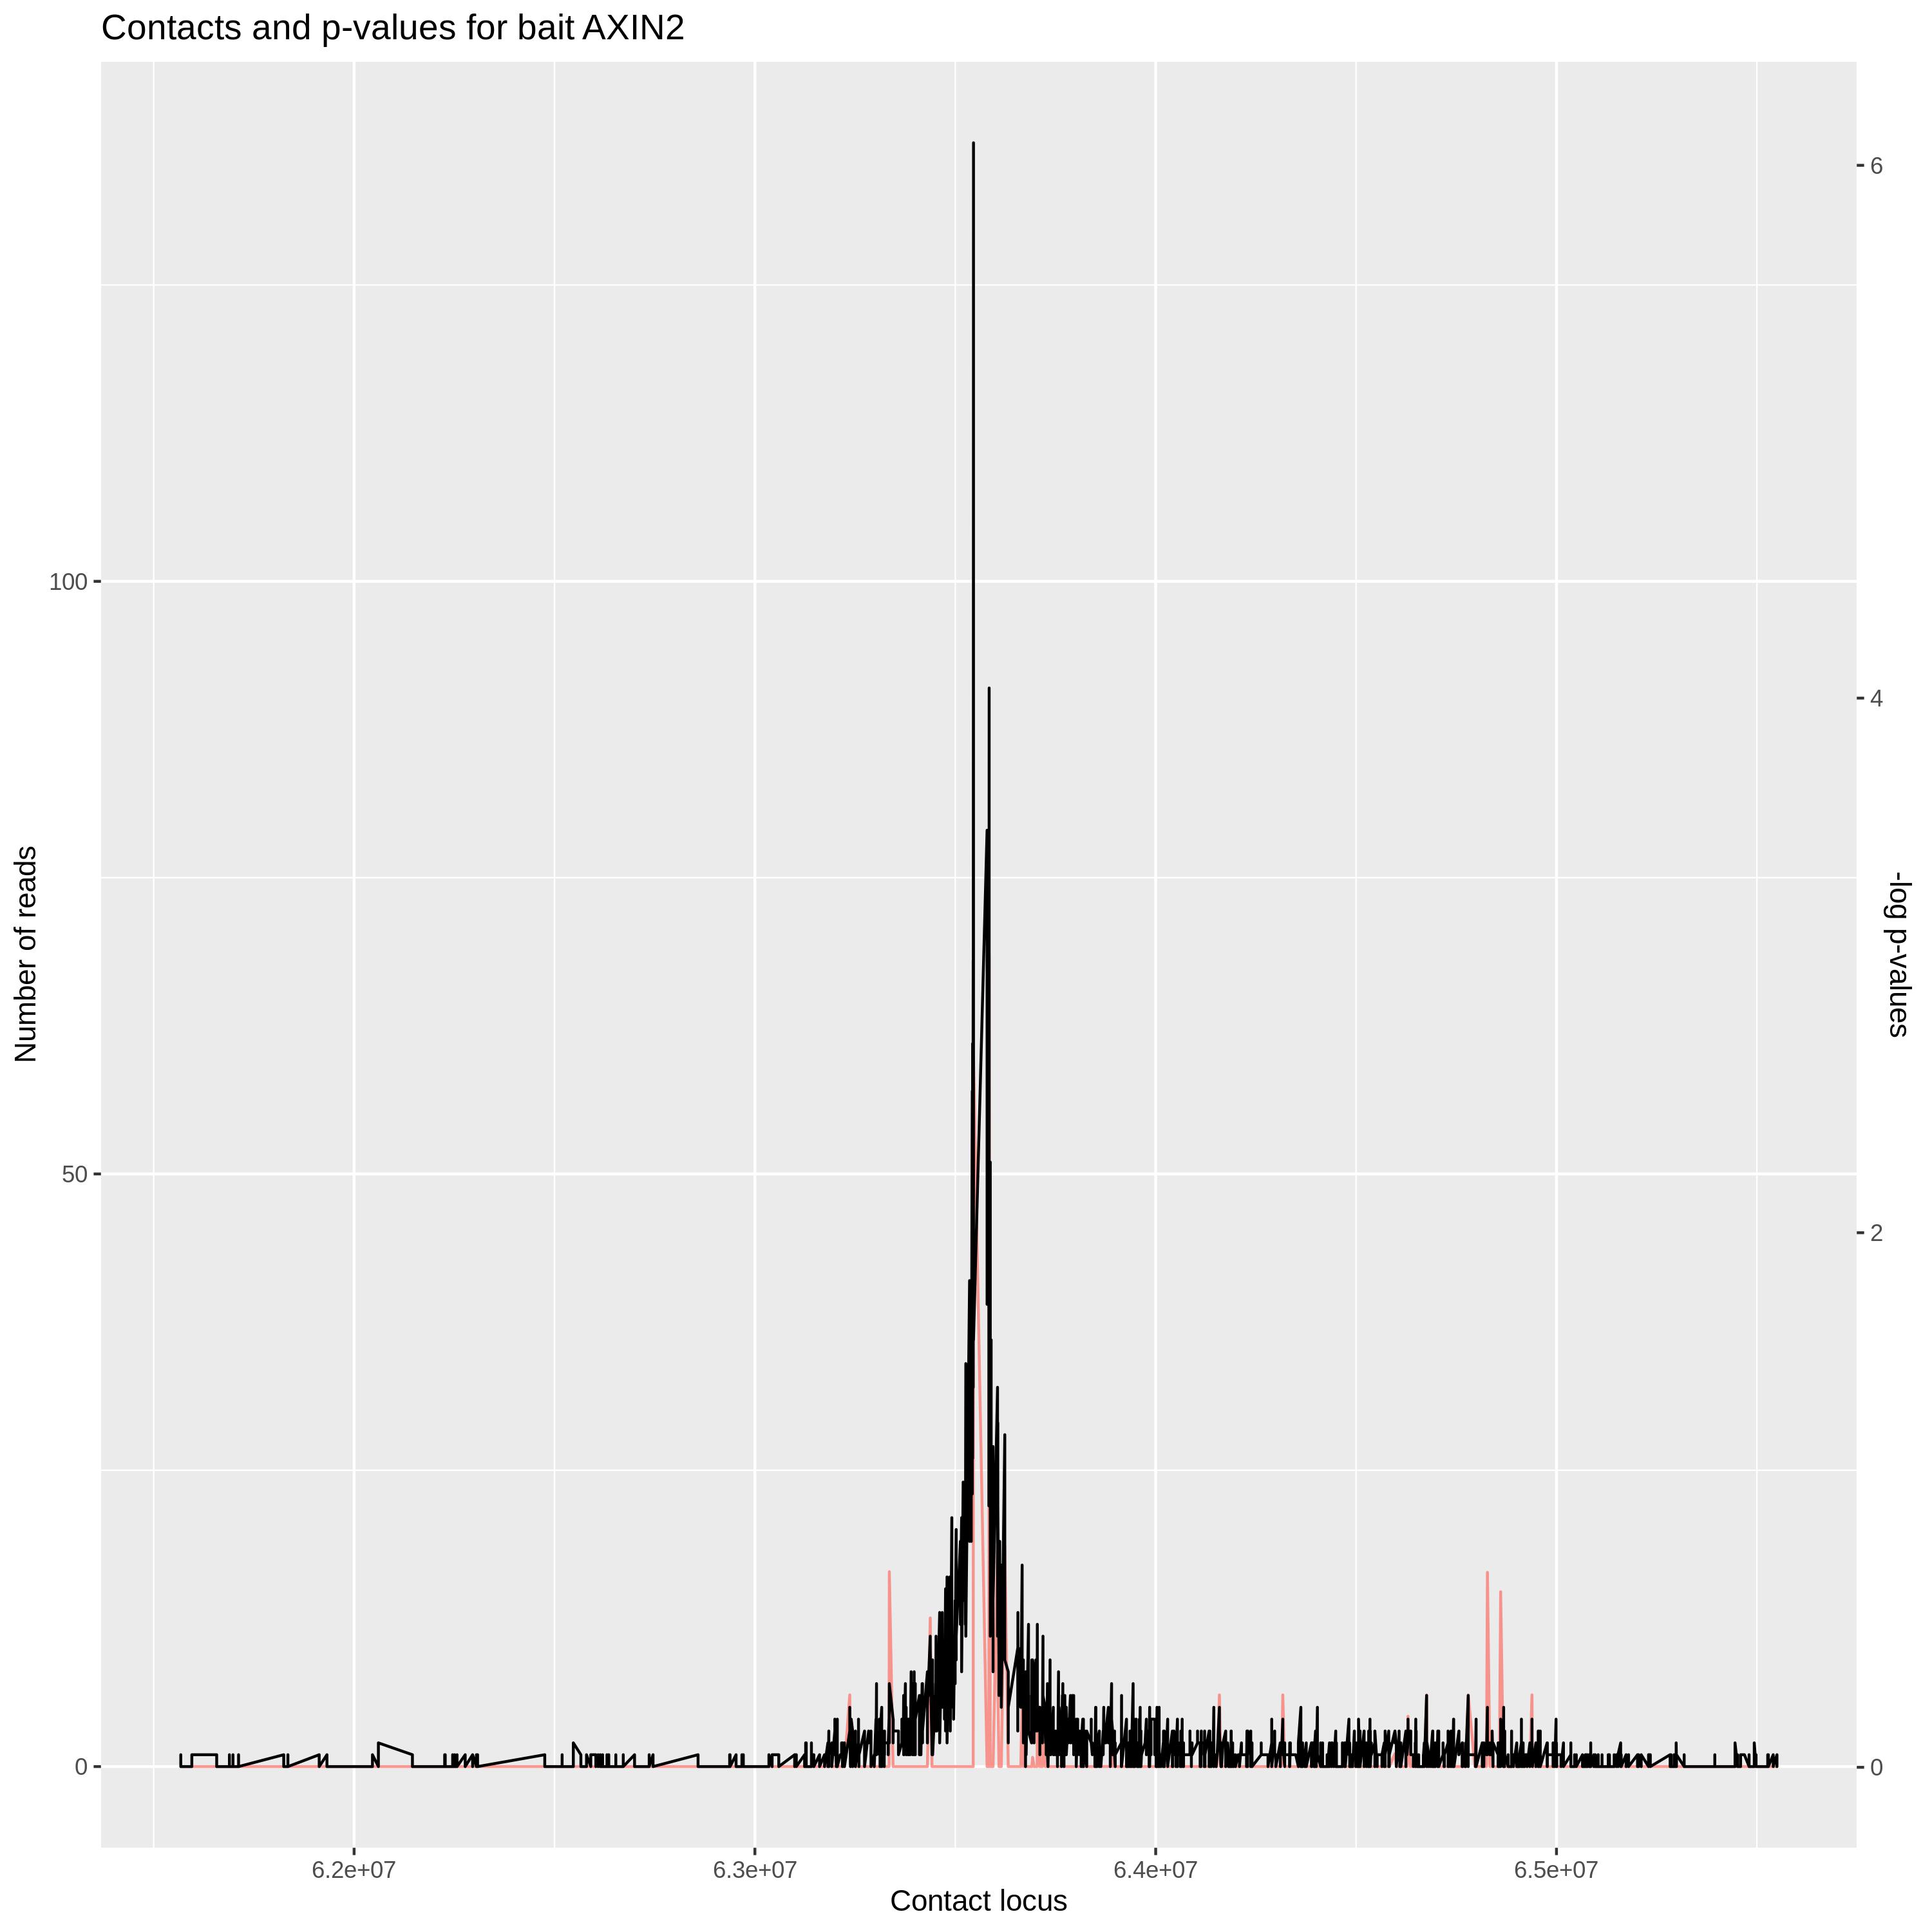 Contacts and p-values for bait AXIN2
6
100
4
50
2
0
0
Number of reads
-log p-values
6.2e+07
6.3e+07
6.4e+07
6.5e+07
Contact locus